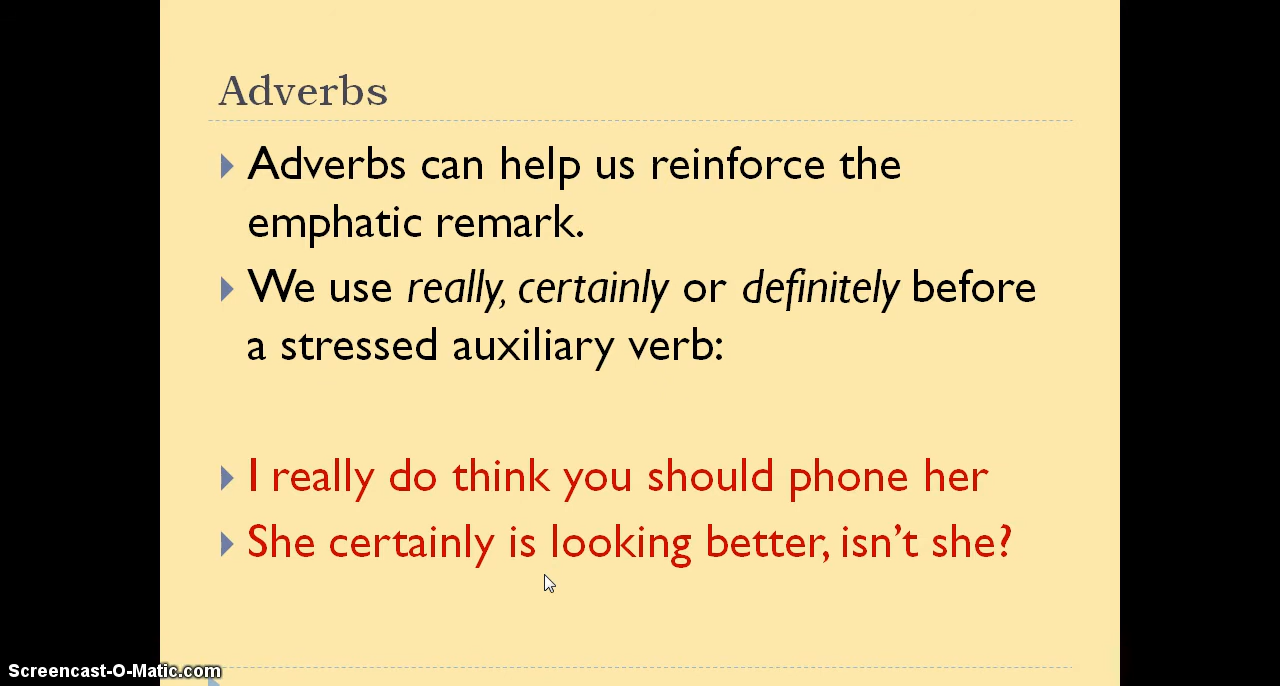 Adverbs
Adverbs can help us reinforce the
emphatic remark.
We use really, certainly or definitely before
a stressed auxiliary verb:
I really do think you should phone her
She certainly is looking better, isn’t she?
Screencast-O-Matic.com